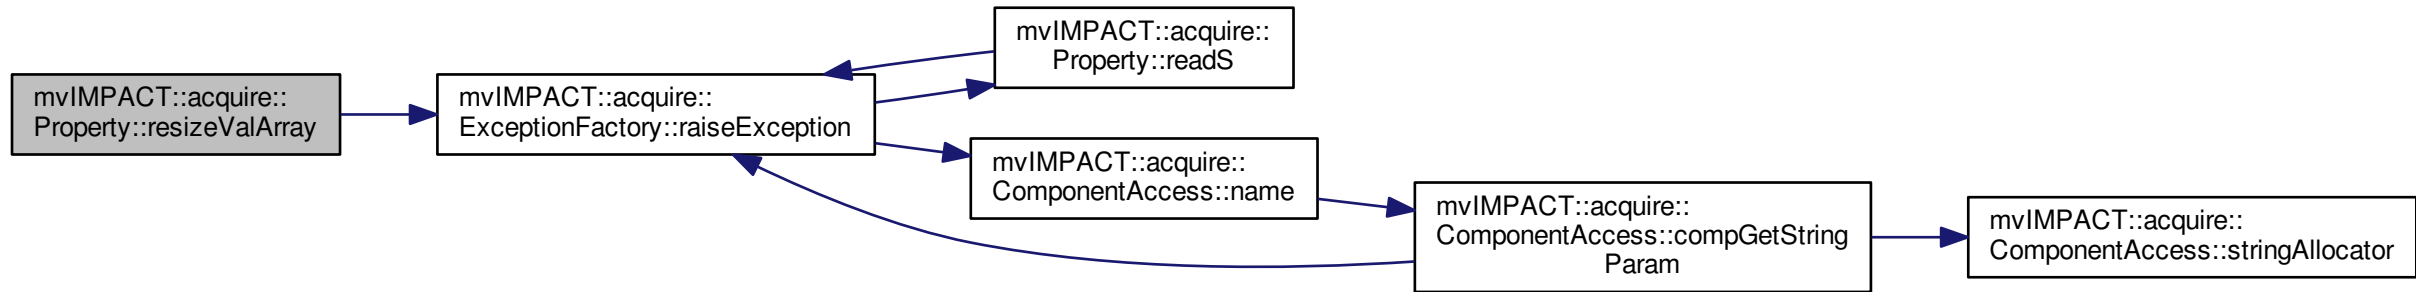 mvIMPACT::acquire::
Property::resizeValArray
mvIMPACT::acquire::
ExceptionFactory::raiseException
mvIMPACT::acquire::
Property::readS
mvIMPACT::acquire::
ComponentAccess::name
mvIMPACT::acquire::
ComponentAccess::compGetString
Param
mvIMPACT::acquire::
ComponentAccess::stringAllocator